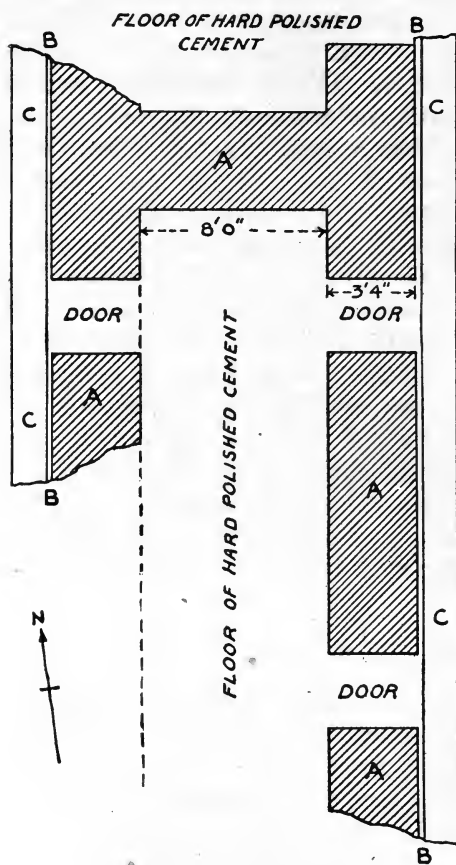 FLOOR OF HARD POLISHED
CEMENT
B
B
C
C
A
8'0"
3'4"
DOOR
DOOR
C
A
B
FLOOR OF HARD POLISHED CEMENT
A
C
N
DOOR
A
B